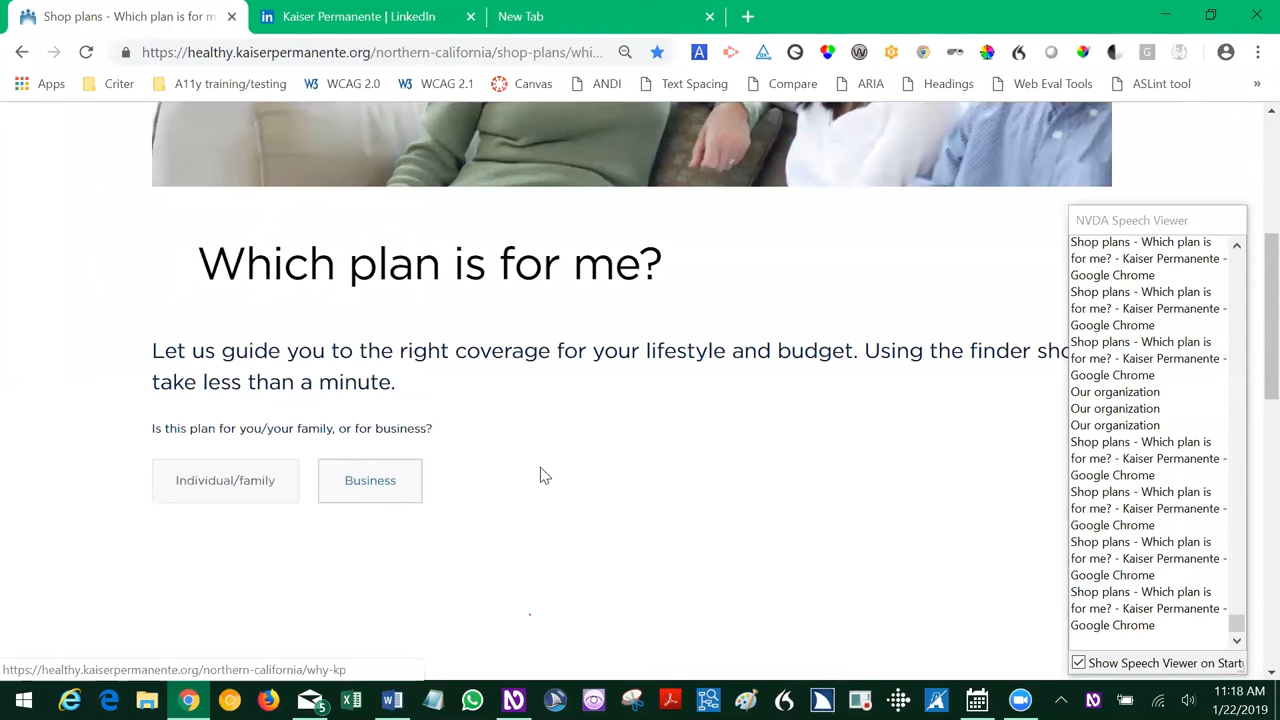 Shop plans - Which plan is for m
Kaiser Permanente | LinkedIn
New Tab
https://healthy.kaiserpermanente.org/northern-california/shop-plans/whi...
Apps
Criter
A11y training/testing
W3 WCAG 2.0
W3 WCAG 2.1
Canvas
ANDI
Text Spacing
Compare
ARIA
Headings
Web Eval Tools
ASLint tool
»
Which plan is for me?
Let us guide you to the right coverage for your lifestyle and budget. Using the finder sho
take less than a minute.
Is this plan for you/your family, or for business?
Individual/family
Business
NVDA Speech Viewer
Shop plans - Which plan is
for me? - Kaiser Permanente -
Google Chrome
Shop plans - Which plan is
for me? - Kaiser Permanente -
Google Chrome
Shop plans - Which plan is
for me? - Kaiser Permanente -
Google Chrome
Our organization
Our organization
Our organization
Shop plans - Which plan is
for me? - Kaiser Permanente -
Google Chrome
Shop plans - Which plan is
for me? - Kaiser Permanente -
Google Chrome
Shop plans - Which plan is
for me? - Kaiser Permanente -
Google Chrome
Shop plans - Which plan is
for me? - Kaiser Permanente -
Google Chrome
Show Speech Viewer on Start
https://healthy.kaiserpermanente.org/northern-california/why-kp
5
11:18 AM
1/22/2019